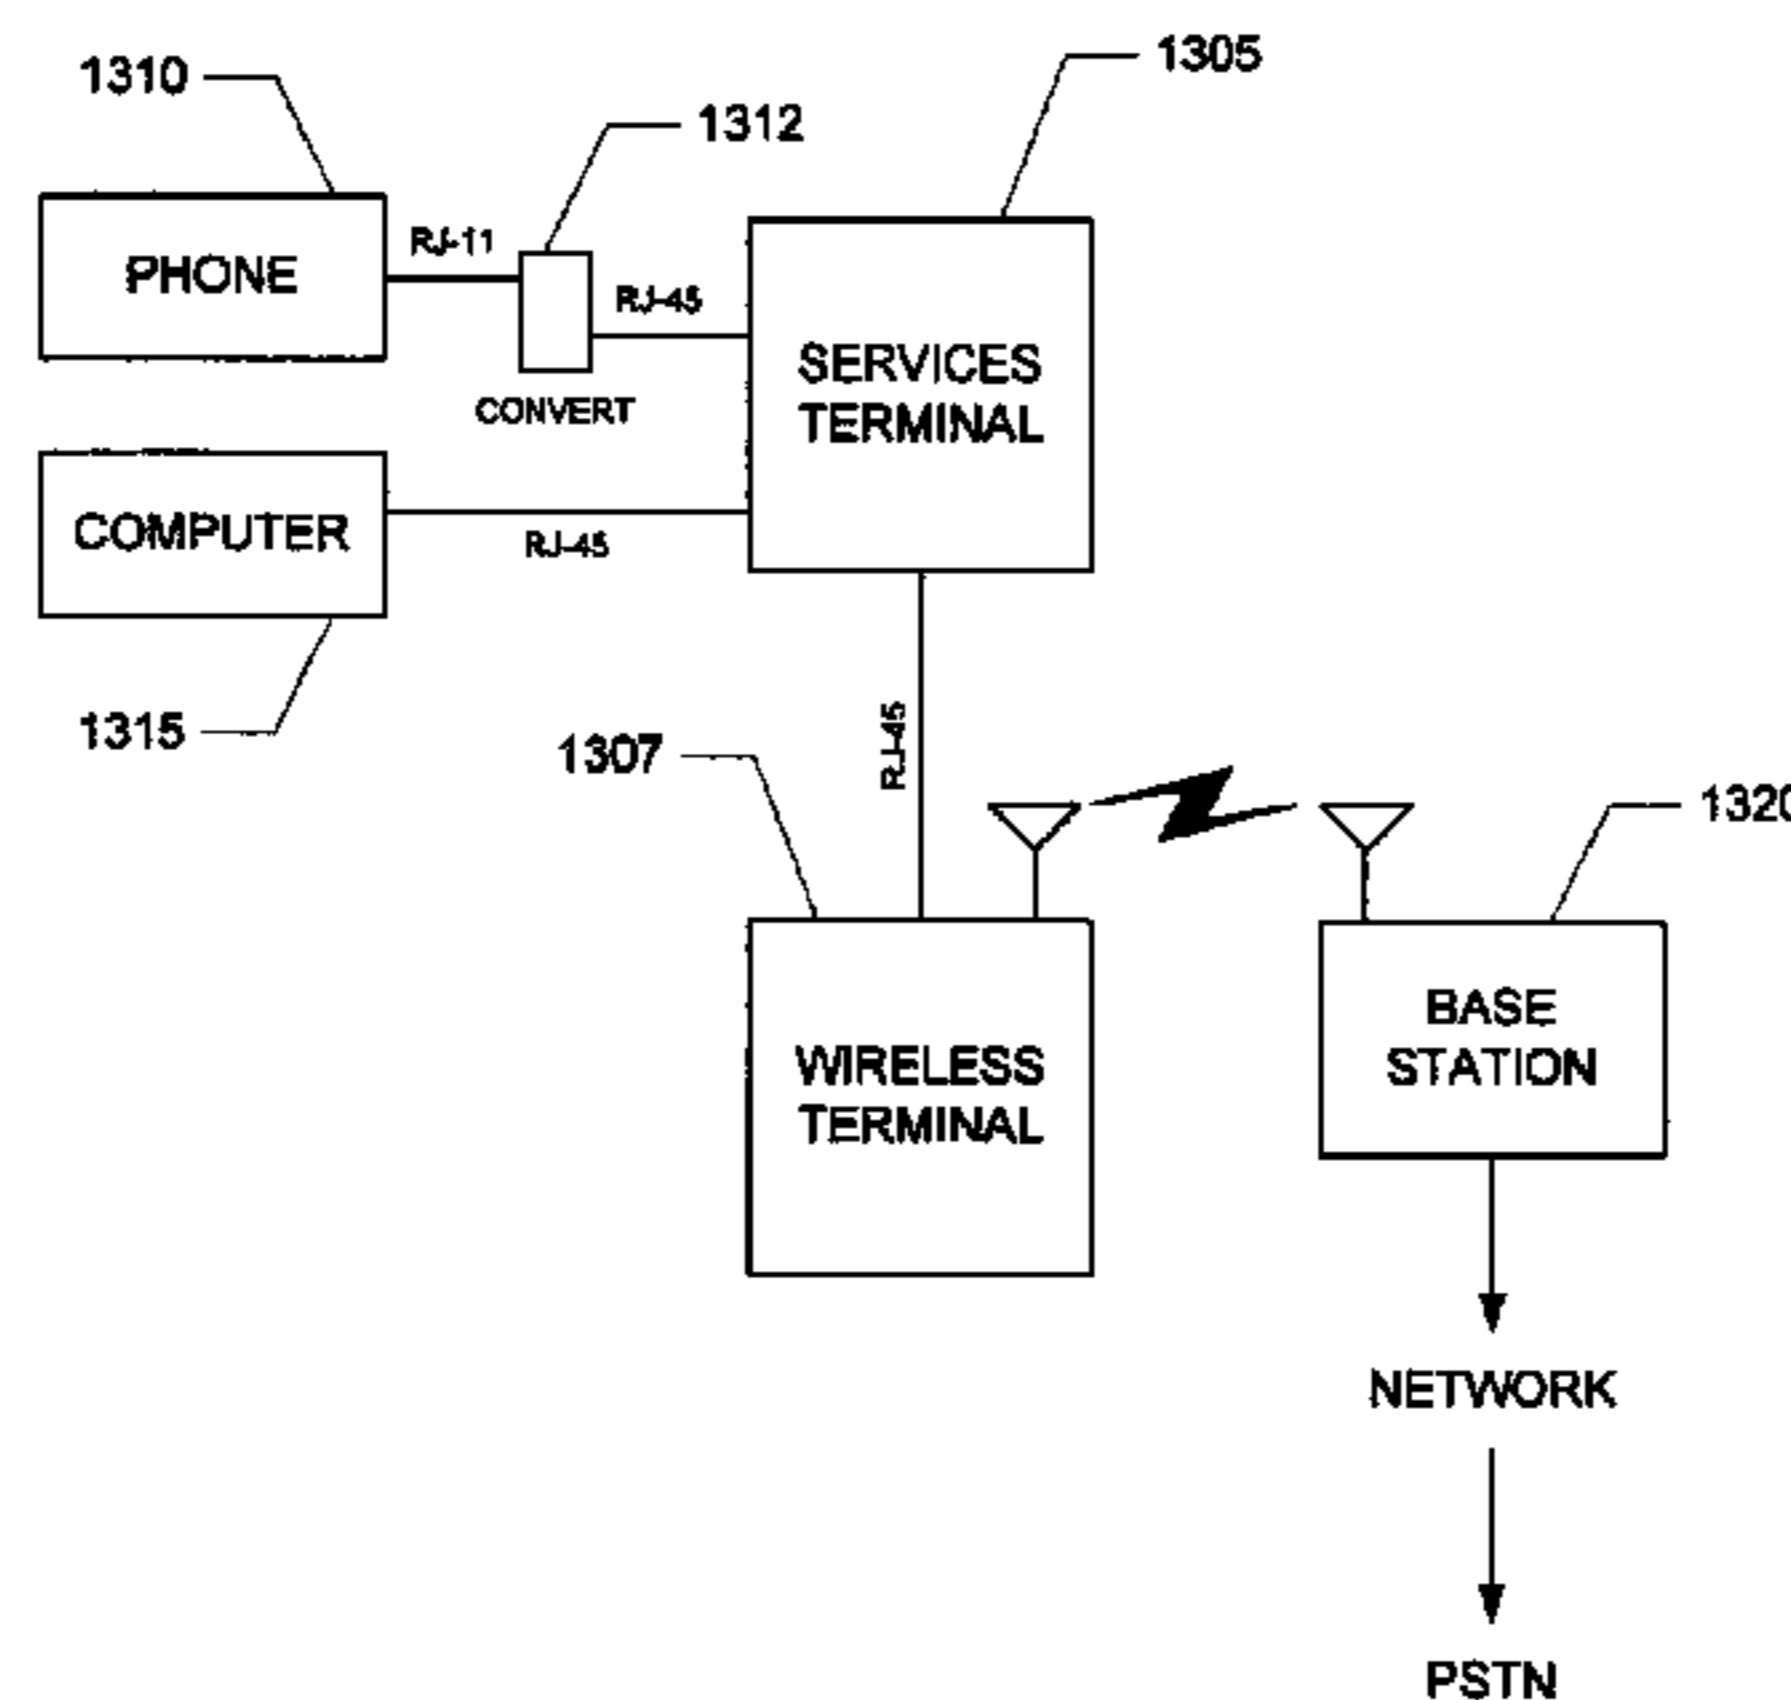 1310
1305
1312
PHONE
RJ-11
RJ-45
SERVICES
TERMINAL
CONVERT
COMPUTER
RJ-45
1315
1307
RJ-45
1320
WIRELESS
TERMINAL
BASE
STATION
NETWORK
PSTN